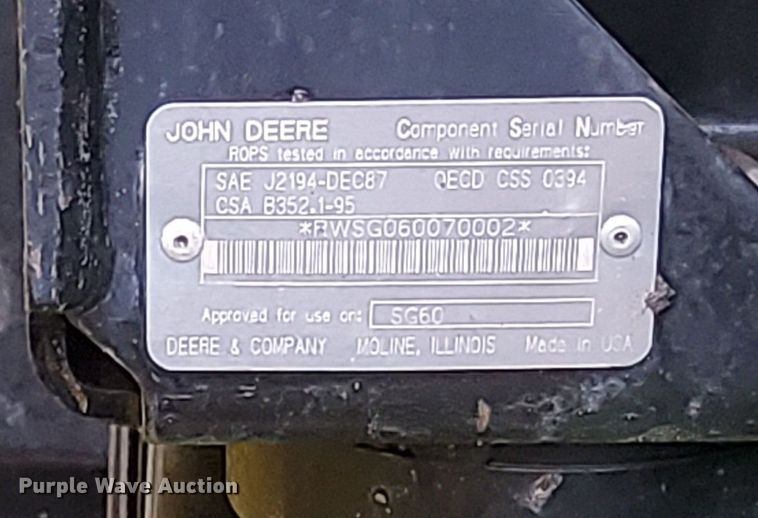 JOHN DEERE Component Serial Number
ROPS tested in accordance with requirements:
SAE J2194-DEC87 OECD CSS 0394
CSA B352.1-95
*RWSG060070002*
Approved for use on: SG60
DEERE & COMPANY MOLINE, ILLINOIS Made in USA
Purple Wave Auction